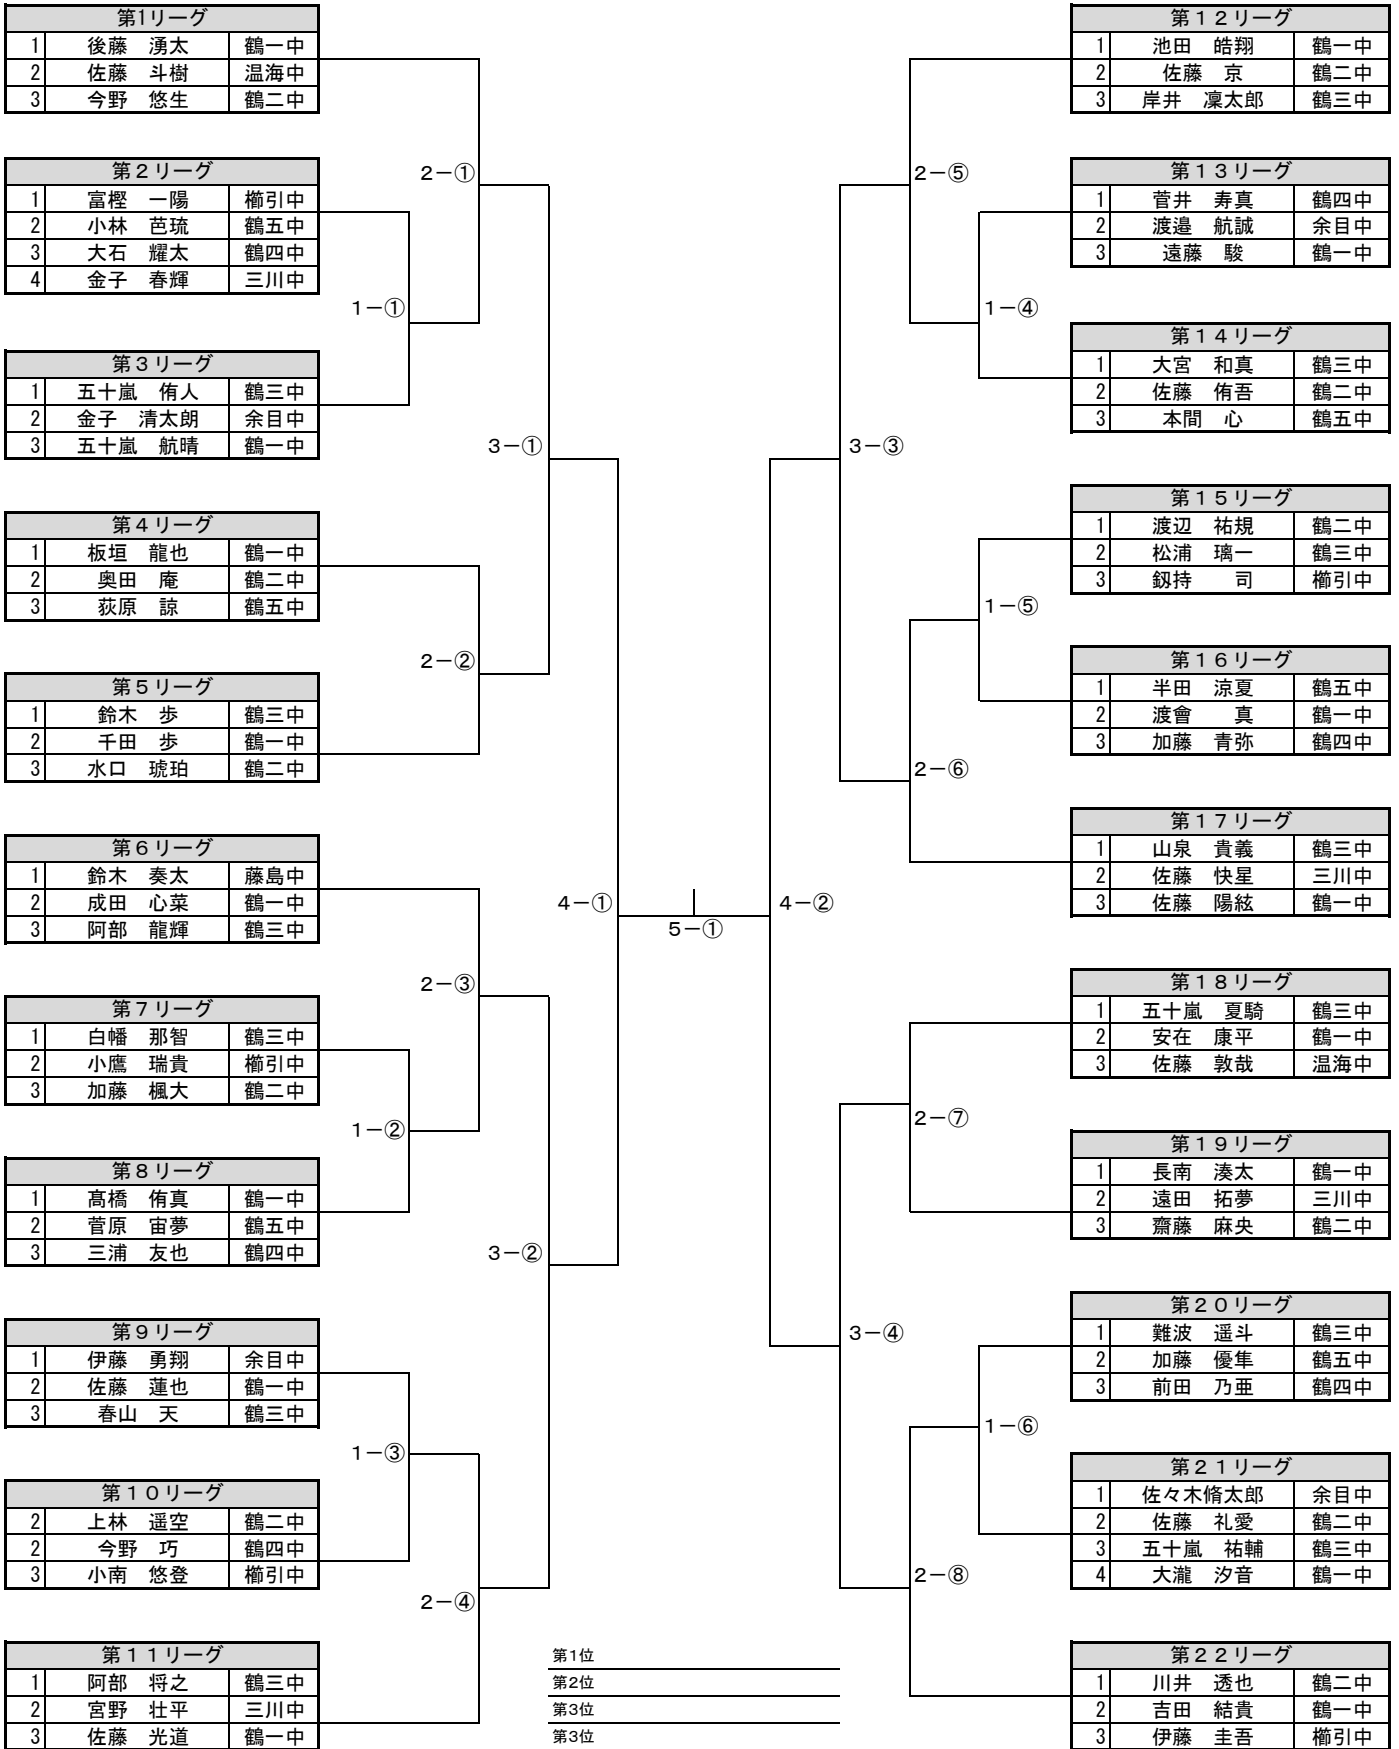 第1リーグ
1 後藤　湧太 鶴一中
2 佐藤　斗樹 温海中
3 今野　悠生 鶴二中
第２リーグ
1 富樫　一陽 櫛引中
2 小林　芭琉 鶴五中
3 大石　耀太 鶴四中
4 金子　春輝 三川中
第３リーグ
1 五十嵐　侑人 鶴三中
2 金子　清太朗 余目中
3 五十嵐　航晴 鶴一中
第４リーグ
1 板垣　龍也 鶴一中
2 奥田　庵 鶴二中
3 荻原　諒 鶴五中
第５リーグ
1 鈴木　歩 鶴三中
2 千田　歩 鶴一中
3 水口　琥珀 鶴二中
第６リーグ
1 鈴木　奏太 藤島中
2 成田　心菜 鶴一中
3 阿部　龍輝 鶴三中
第７リーグ
1 白幡　那智 鶴三中
2 小鷹　瑞貴 櫛引中
3 加藤　楓大 鶴二中
第８リーグ
1 髙橋　侑真 鶴一中
2 菅原　宙夢 鶴五中
3 三浦　友也 鶴四中
第９リーグ
1 伊藤　勇翔 余目中
2 佐藤　蓮也 鶴一中
3 春山　天 鶴三中
第１０リーグ
2 上林　遥空 鶴二中
2 今野　巧 鶴四中
3 小南　悠登 櫛引中
第１１リーグ
1 阿部　将之 鶴三中
2 宮野　壮平 三川中
3 佐藤　光道 鶴一中
２－①
１－①
３－①
２－②
４－①
２－③
１－②
３－②
１－③
２－④
５－①
第1位
第2位
第3位
第3位
２－⑤
１－④
３－③
１－⑤
２－⑥
４－②
２－⑦
３－④
１－⑥
２－⑧
第１２リーグ
1 池田　皓翔 鶴一中
2 佐藤　京 鶴二中
3 岸井　凜太郎 鶴三中
第１３リーグ
1 菅井　寿真 鶴四中
2 渡邉　航誠 余目中
3 遠藤　駿 鶴一中
第１４リーグ
1 大宮　和真 鶴三中
2 佐藤　侑吾 鶴二中
3 本間　心 鶴五中
第１５リーグ
1 渡辺　祐規 鶴二中
2 松浦　璃一 鶴三中
3 釼持　　司 櫛引中
第１６リーグ
1 半田　涼夏 鶴五中
2 渡會　　真 鶴一中
3 加藤　青弥 鶴四中
第１７リーグ
1 山泉　貴義 鶴三中
2 佐藤　快星 三川中
3 佐藤　陽絃 鶴一中
第１８リーグ
1 五十嵐　夏騎 鶴三中
2 安在　康平 鶴一中
3 佐藤　敦哉 温海中
第１９リーグ
1 長南　湊太 鶴一中
2 遠田　拓夢 三川中
3 齋藤　麻央 鶴二中
第２０リーグ
1 難波　遥斗 鶴三中
2 加藤　優隼 鶴五中
3 前田　乃亜 鶴四中
第２１リーグ
1 佐々木脩太郎 余目中
2 佐藤　礼愛 鶴二中
3 五十嵐　祐輔 鶴三中
4 大瀧　汐音 鶴一中
第２２リーグ
1 川井　透也 鶴二中
2 吉田　結貴 鶴一中
3 伊藤　圭吾 櫛引中